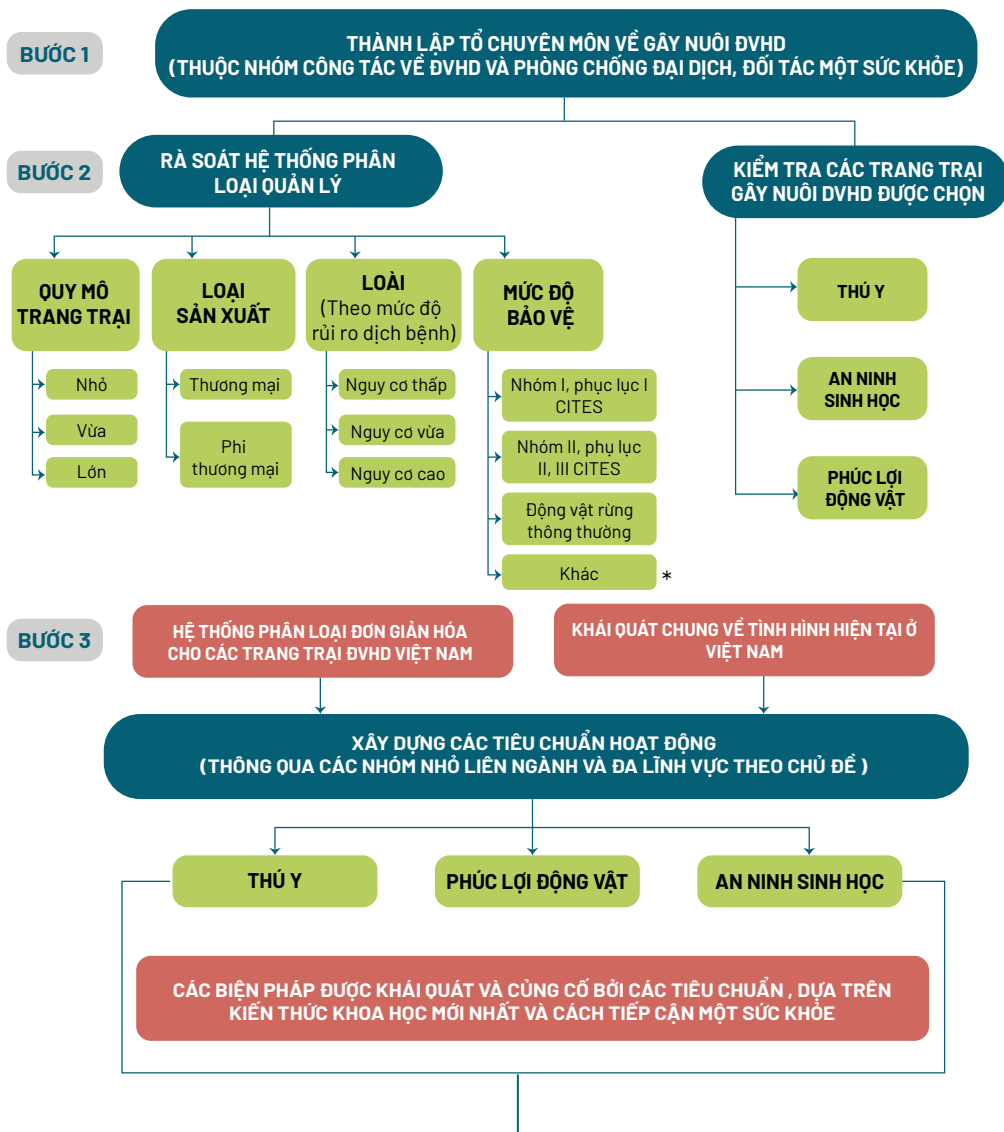 BƯỚC 1
THÀNH LẬP TỔ CHUYÊN MÔN VỀ GÂY NUÔI ĐVHD
(THUỘC NHÓM CÔNG TÁC VỀ ĐVHD VÀ PHÒNG CHỐNG ĐẠI DỊCH, ĐỐI TÁC MỘT SỨC KHỎE)
BƯỚC 2
RÀ SOÁT HỆ THỐNG PHÂN
LOẠI QUẢN LÝ
KIỂM TRA CÁC TRANG TRẠI
GÂY NUÔI DVHD ĐƯỢC CHỌN
QUY MÔ
TRANG TRẠI
Nhỏ
Vừa
Lớn
LOẠI
SẢN XUẤT
Thương mại
Phi
thương mại
LOÀI
(Theo mức độ
rủi ro dịch bệnh)
Nguy cơ thấp
Nguy cơ vừa
Nguy cơ cao
MỨC ĐỘ
BẢO VỆ
Nhóm I, phục lục I
CITES
Nhóm II, phụ lục
II, III CITES
Động vật rừng
thông thường
Khác *
THÚ Y
AN NINH
SINH HỌC
PHÚC LỢI
ĐỘNG VẬT
BƯỚC 3
HỆ THỐNG PHÂN LOẠI ĐƠN GIẢN HÓA
CHO CÁC TRANG TRẠI ĐVHD VIỆT NAM
KHÁI QUÁT CHUNG VỀ TÌNH HÌNH HIỆN TẠI Ở
VIỆT NAM
XÂY DỰNG CÁC TIÊU CHUẨN HOẠT ĐỘNG
(THÔNG QUA CÁC NHÓM NHỎ LIÊN NGÀNH VÀ ĐA LĨNH VỰC THEO CHỦ ĐỀ )
THÚ Y
PHÚC LỢI ĐỘNG VẬT
AN NINH SINH HỌC
CÁC BIỆN PHÁP ĐƯỢC KHÁI QUÁT VÀ CỦNG CỐ BỞI CÁC TIÊU CHUẨN , DỰA TRÊN
KIẾN THỨC KHOA HỌC MỚI NHẤT VÀ CÁCH TIẾP CẬN MỘT SỨC KHỎE